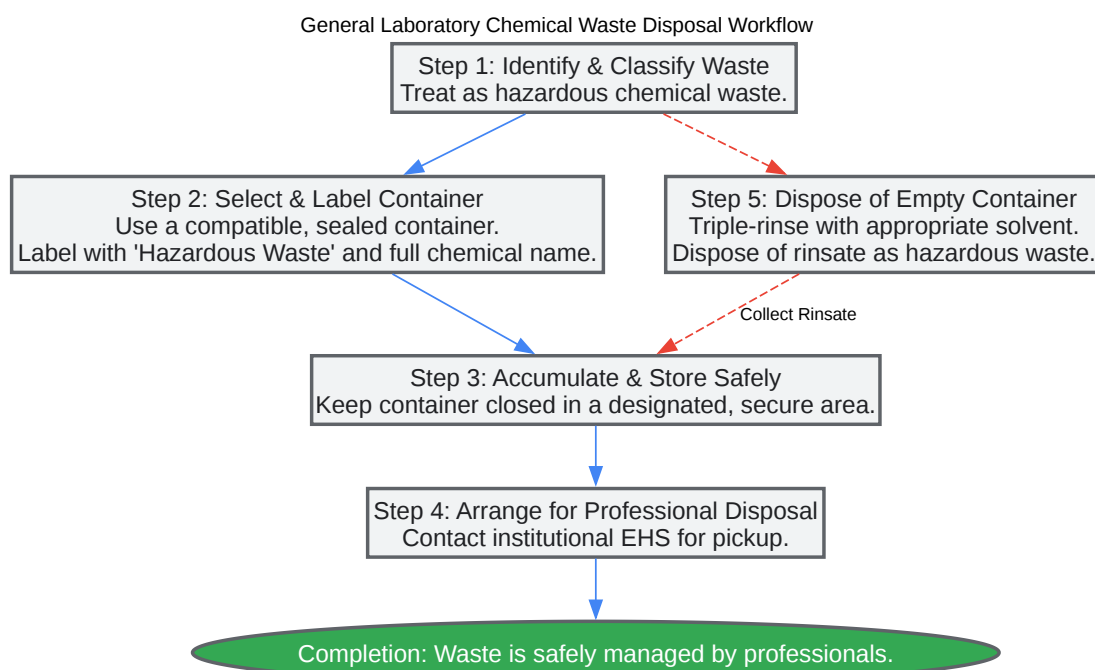 General Laboratory Chemical Waste Disposal Workflow
Step 1: Identify & Classify Waste
Treat as hazardous chemical waste.
Step 2: Select & Label Container
Use a compatible, sealed container.
Label with 'Hazardous Waste' and full chemical name.
Step 5: Dispose of Empty Container
Triple-rinse with appropriate solvent.
Dispose of rinsate as hazardous waste.
Collect Rinsate
Step 3: Accumulate & Store Safely
Keep container closed in a designated, secure area.
Step 4: Arrange for Professional Disposal
Contact institutional EHS for pickup.
Completion: Waste is safely managed by professionals.